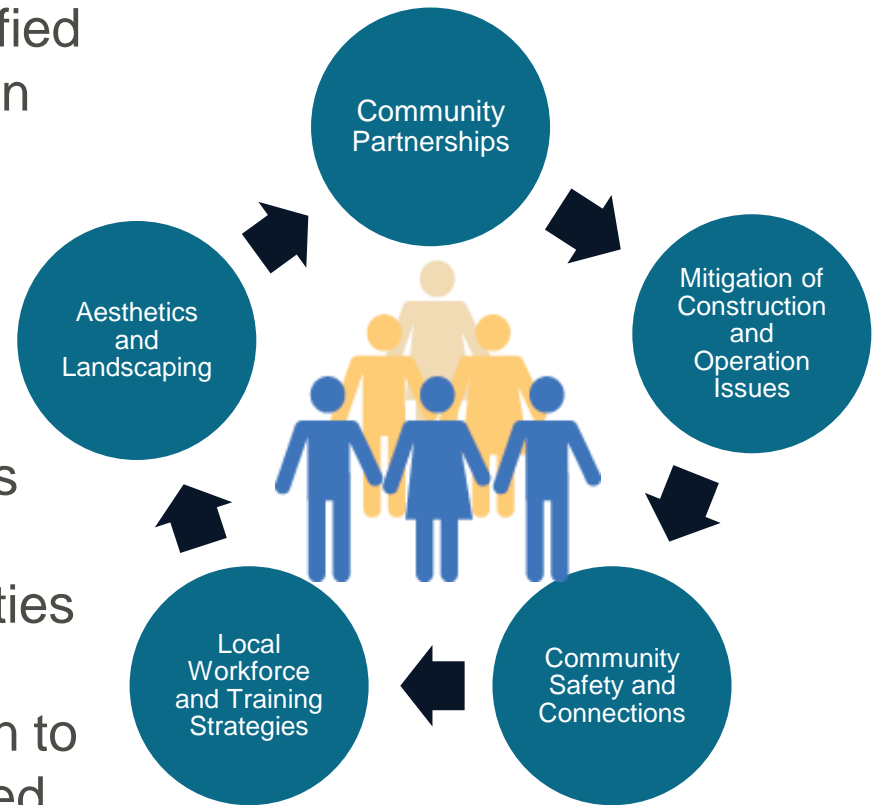 fied
n
s
ties
n to
ed
Community
Partnerships
Mitigation of
Construction
and
Operation
Issues
Community
Safety and
Connections
Local
Workforce
and Training
Strategies
Aesthetics
and
Landscaping